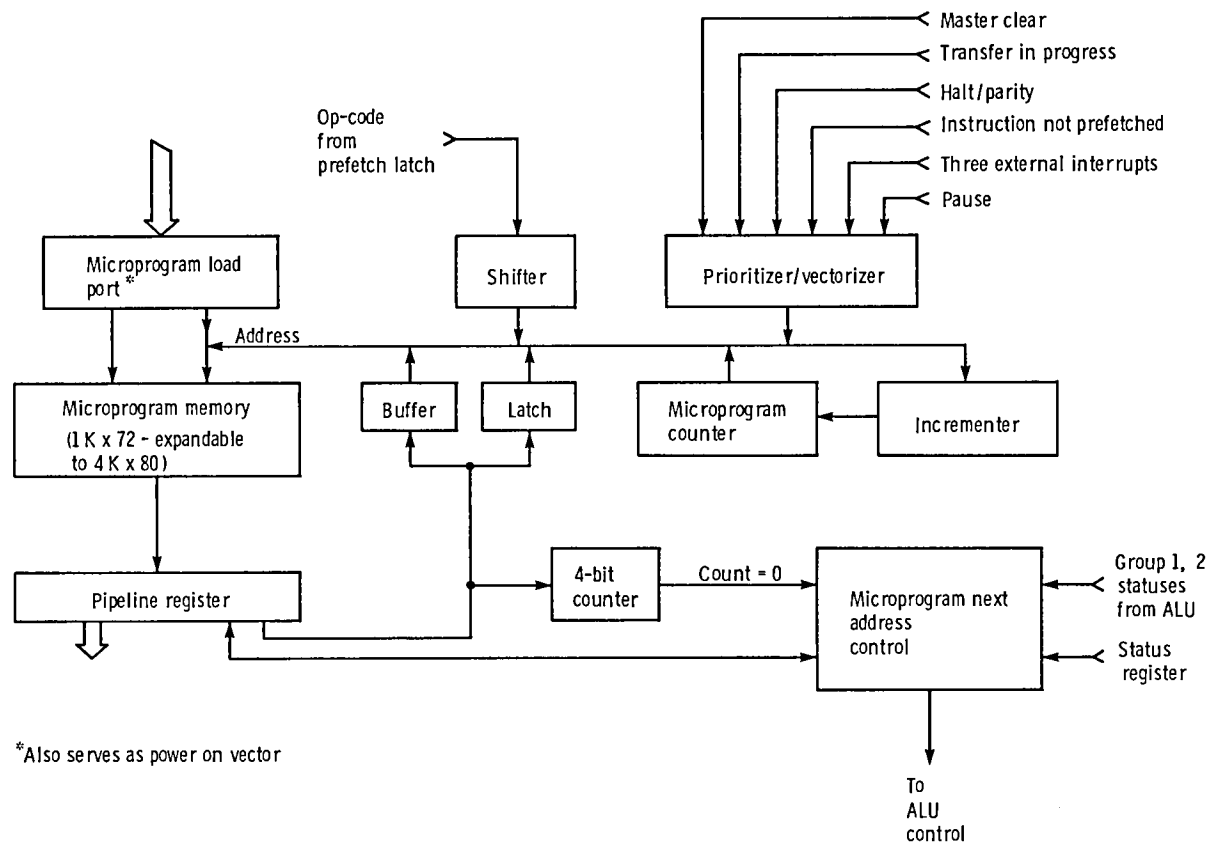 Master clear
Transfer in progress
Halt/parity
Instruction not prefetched
Three external interrupts
Pause
Op-code
from
prefetch latch
Microprogram load
port*
Shifter
Prioritizer/vectorizer
Address
Microprogram memory
(1 K x 72 - expandable
to 4 K x 80)
Buffer
Latch
Microprogram
counter
Incrementer
Pipeline register
4-bit
counter
Count = 0
Microprogram next
address
control
Group 1, 2
statuses
from ALU
Status
register
*Also serves as power on vector
To
ALU
control